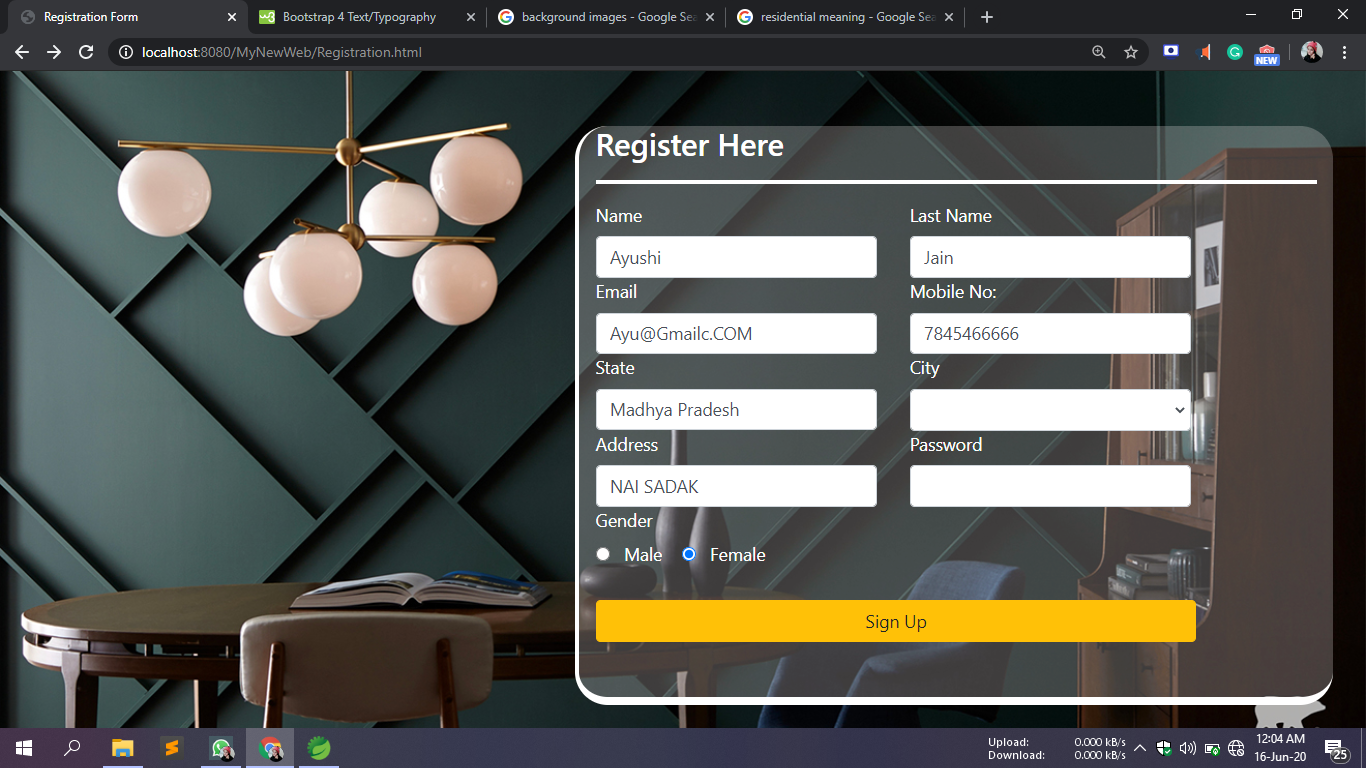 Registration Form
Bootstrap 4 Text/Typography
background images - Google Sea
residential meaning - Google Sea
localhost:8080/MyNewWeb/Registration.html
NEW
Register Here
Name
Last Name
Ayushi
Jain
Email
Mobile No:
Ayu@Gmailc.COM
7845466666
State
City
Madhya Pradesh
Address
Password
NAI SADAK
Gender
Male
Female
Sign Up
Upload: 0.000 kB/s
Download: 0.000 kB/s
12:04 AM
16-Jun-20
25